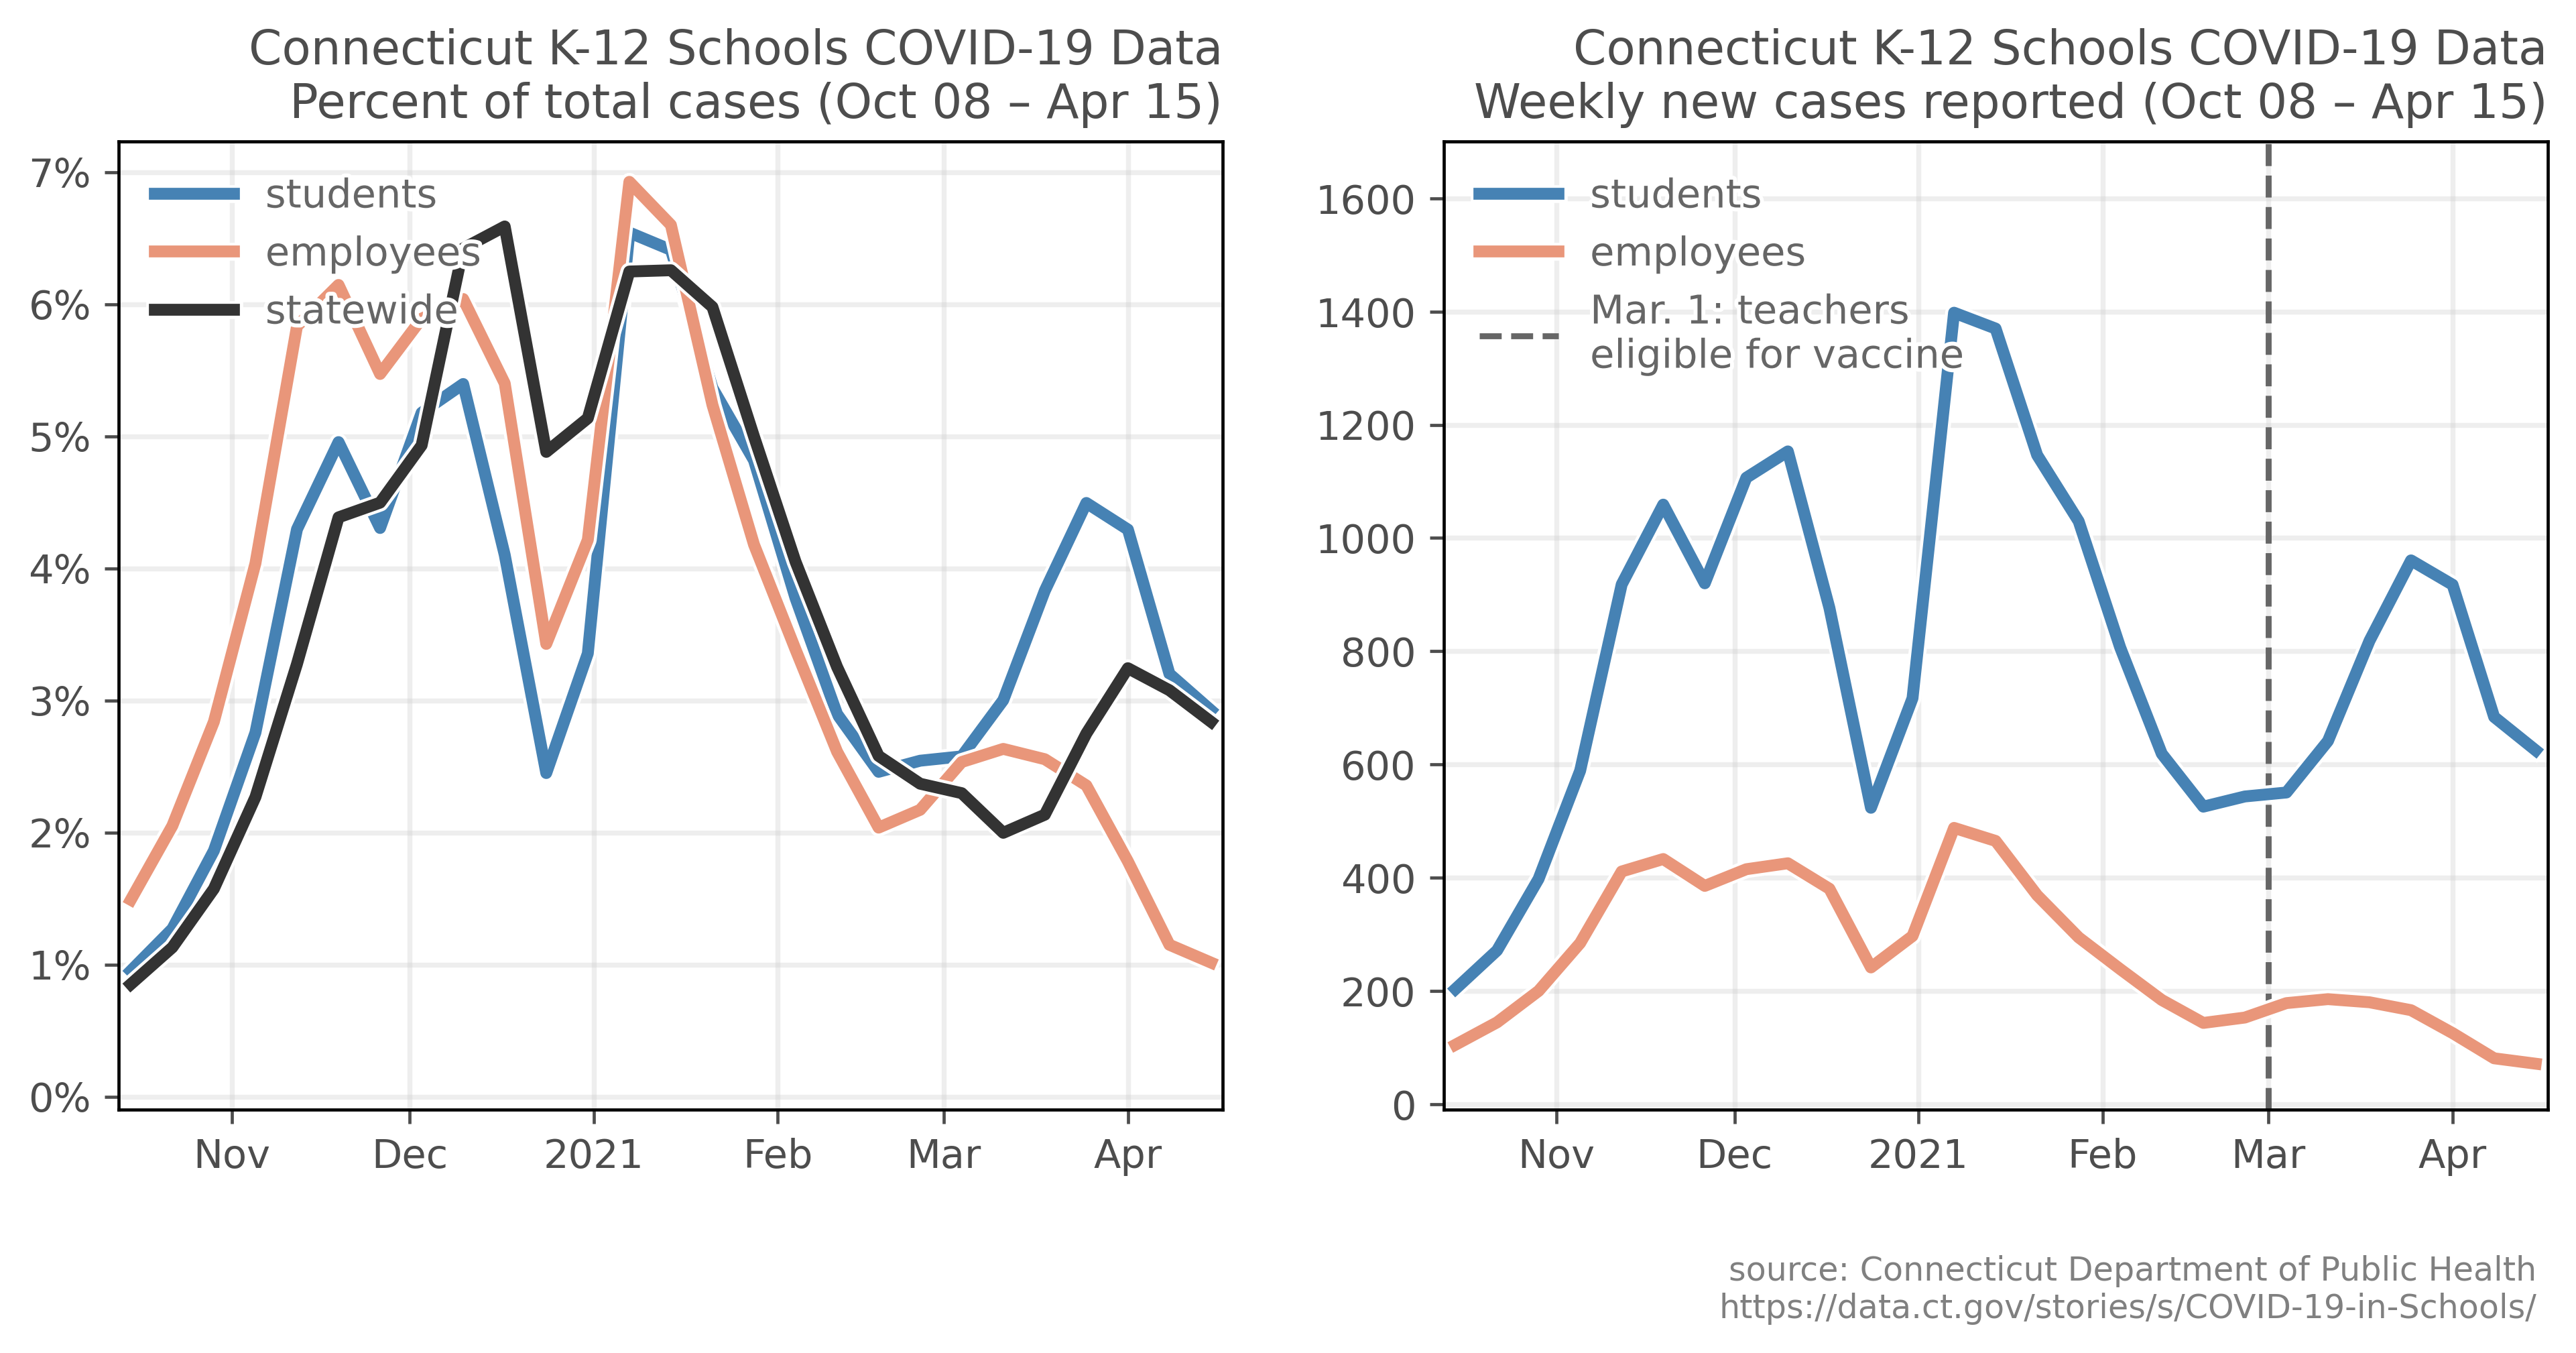 Connecticut K-12 Schools COVID-19 Data
Percent of total cases (Oct 08 – Apr 15)
7%
6%
5%
4%
3%
2%
1%
0%
students
employees
statewide
Nov
Dec
2021
Feb
Mar
Apr
Connecticut K-12 Schools COVID-19 Data
Weekly new cases reported (Oct 08 – Apr 15)
1600
1400
1200
1000
800
600
400
200
0
students
employees
Mar. 1: teachers
eligible for vaccine
Nov
Dec
2021
Feb
Mar
Apr
source: Connecticut Department of Public Health
https://data.ct.gov/stories/s/COVID-19-in-Schools/